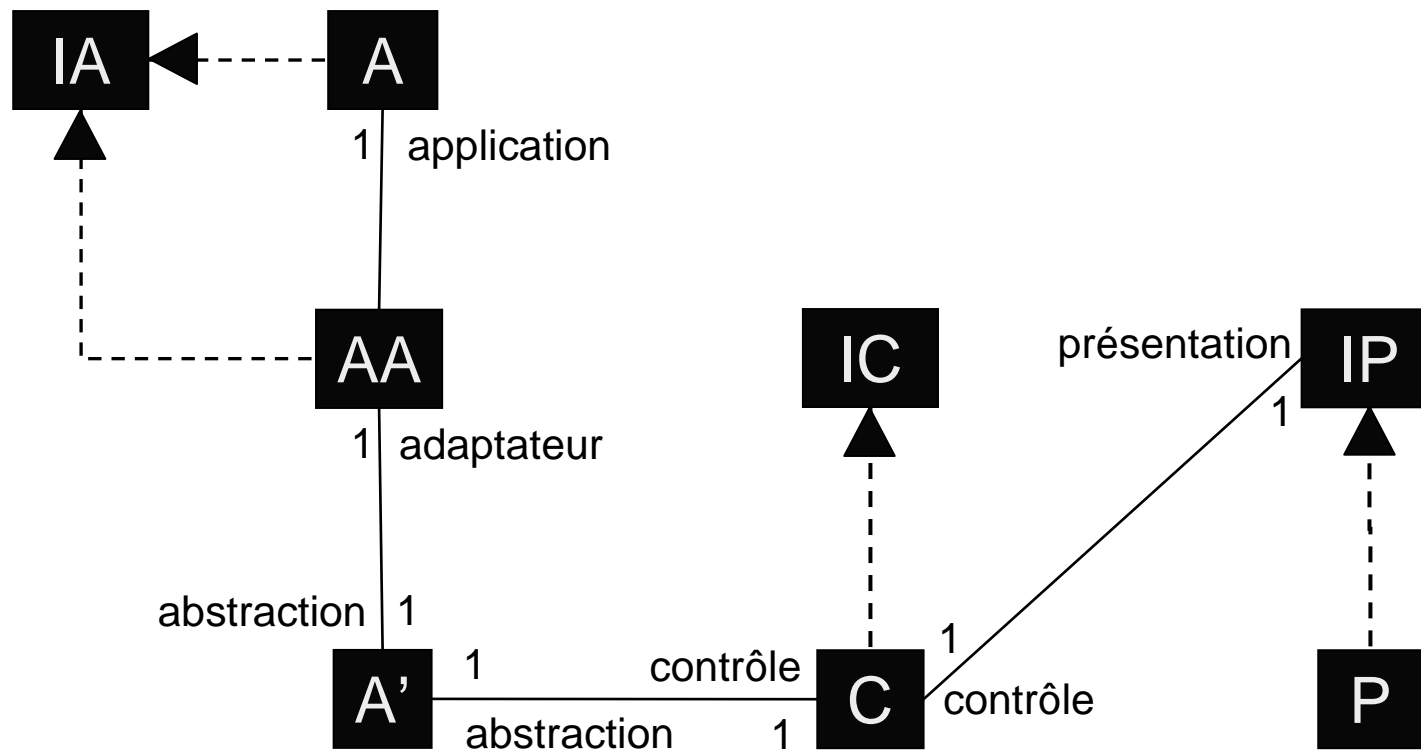 IA
A
1 application
AA
IC
présentation
IP
1
1 adaptateur
abstraction 1
1
1
contrôle
A’
C
contrôle
P
abstraction
1